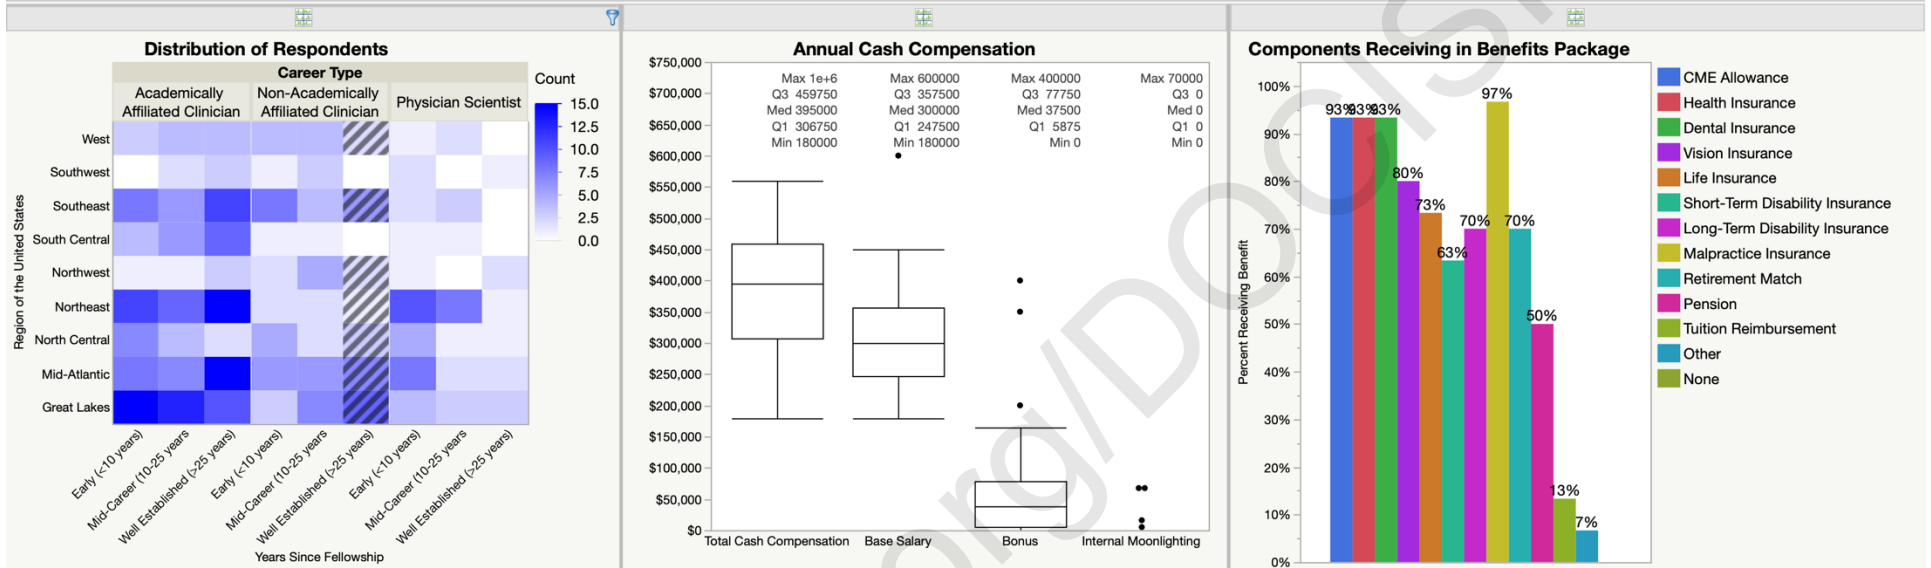 Distribution of Respondents
Career Type
Academically
Affiliated Clinician
Non-Academically
Affiliated Clinician
Physician Scientist
Count
15.0
12.5
10.0
7.5
5.0
2.5
0.0
Region of the United States
West
Southwest
Southeast
South Central
Northwest
Northeast
North Central
Mid-Atlantic
Great Lakes
Early (<10 years)
Mid-Career (10-25 years
Well Established (>25 years)
Early (<10 years)
Mid-Career (10-25 years
Well Established (>25 years)
Early (<10 years)
Mid-Career (10-25 years
Well Established (>25 years)
Years Since Fellowship
Annual Cash Compensation
$750,000
$700,000
$650,000
$600,000
$550,000
$500,000
$450,000
$400,000
$350,000
$300,000
$250,000
$200,000
$150,000
$100,000
$50,000
$0
Max 1e+6
Q3 459750
Med 395000
Q1 306750
Min 180000
Max 600000
Q3 357500
Med 300000
Q1 247500
Min 180000
Max 400000
Q3 77750
Med 37500
Q1 5875
Min 0
Max 70000
Q3 0
Med 0
Q1 0
Min 0
Total Cash Compensation
Base Salary
Bonus
Internal Moonlighting
Components Receiving in Benefits Package
Percent Receiving Benefit
100%
90%
80%
70%
60%
50%
40%
30%
20%
10%
0%
93%
93%
93%
80%
73%
63%
70%
97%
70%
50%
13%
7%
CME Allowance
Health Insurance
Dental Insurance
Vision Insurance
Life Insurance
Short-Term Disability Insurance
Long-Term Disability Insurance
Malpractice Insurance
Retirement Match
Pension
Tuition Reimbursement
Other
None